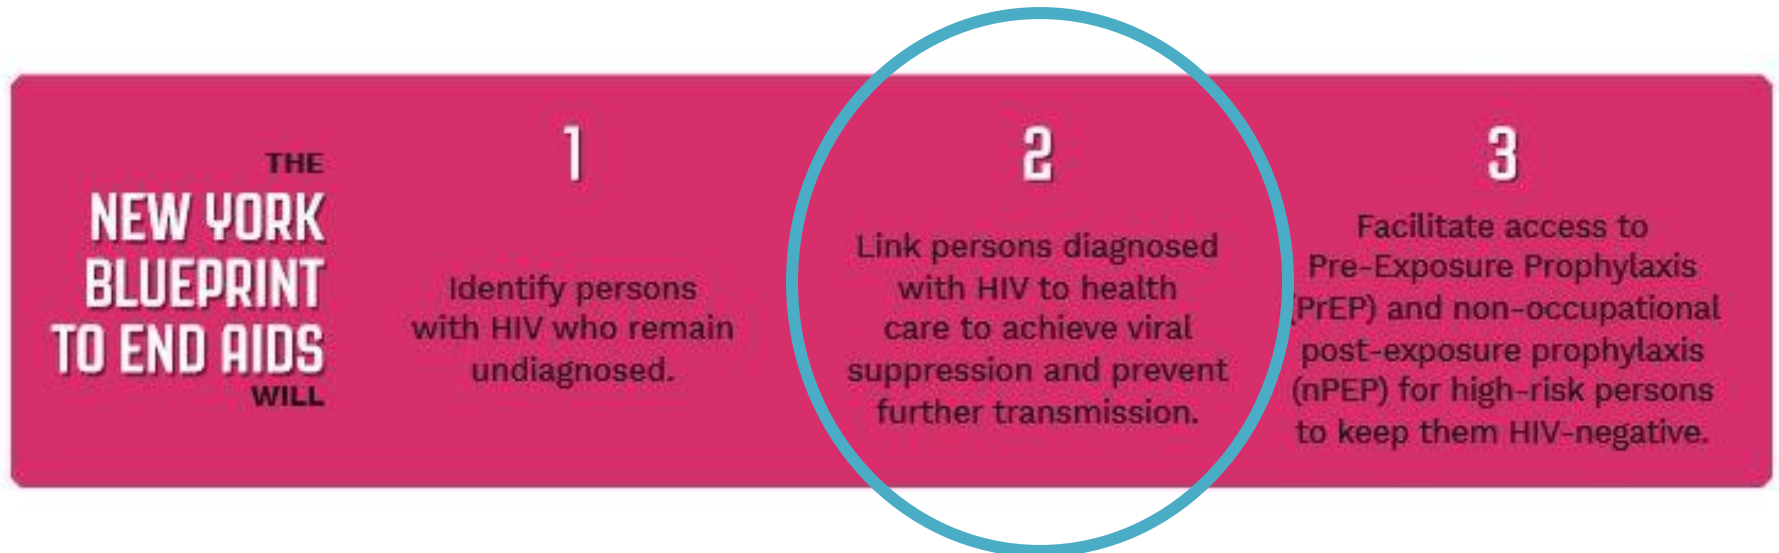 THE
NEW YORK
BLUEPRINT
TO END AIDS
WILL
1
Identify persons
with HIV who remain
undiagnosed.
2
Link persons diagnosed
with HIV to health
care to achieve viral
suppression and prevent
further transmission.
3
Facilitate access to
Pre-Exposure Prophylaxis
(PrEP) and non-occupational
post-exposure prophylaxis
(nPEP) for high-risk persons
to keep them HIV-negative.